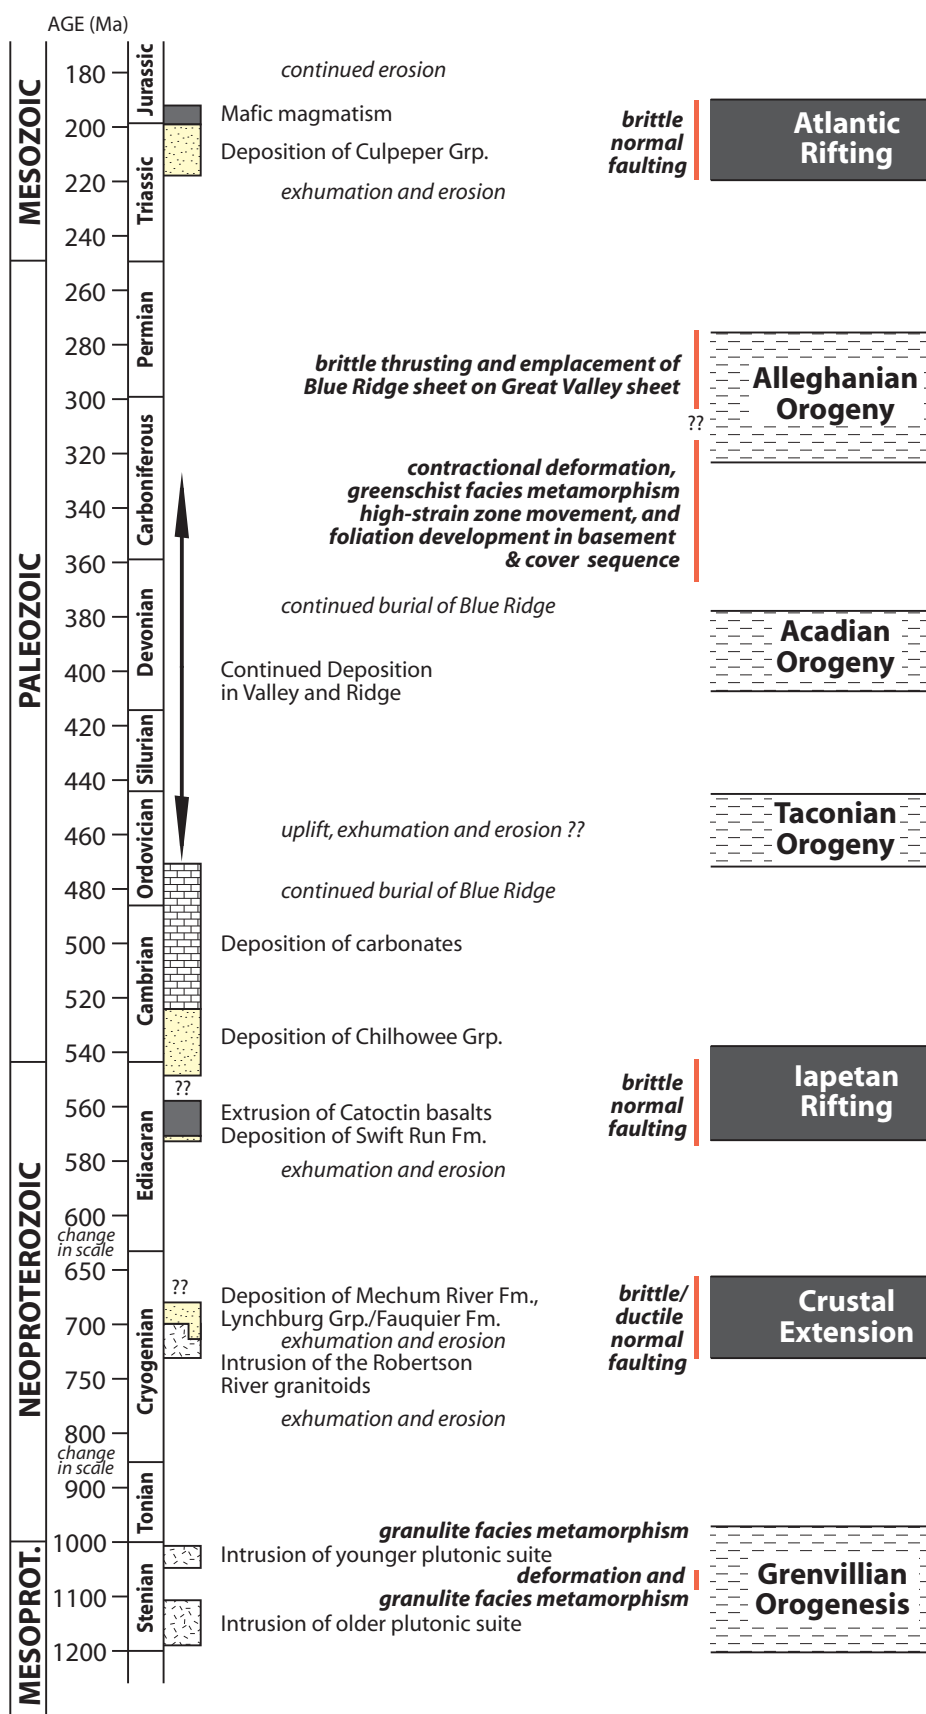 AGE (Ma)
MESOZOIC
PALEOZOIC
NEOPROTEROZOIC
MESOPROT.
180
200
220
240
260
280
300
320
340
360
380
400
420
440
460
480
500
520
540
560
580
600
change
in scale
650
700
750
800
change
in scale
900
1000
1100
1200
Jurassic
Triassic
Permian
Carboniferous
Devonian
Silurian
Ordovician
Cambrian
Ediacaran
Cryogenian
Tonian
Stenian
continued erosion
Mafic magmatism
Deposition of Culpeper Grp.
exhumation and erosion
brittle
normal
faulting
Atlantic
Rifting
brittle thrusting and emplacement of
Blue Ridge sheet on Great Valley sheet
??
Alleghanian
Orogeny
contractional deformation,
greenschist facies metamorphism
high-strain zone movement, and
foliation development in basement
& cover sequence
continued burial of Blue Ridge
Acadian
Orogeny
Continued Deposition
in Valley and Ridge
uplift, exhumation and erosion ??
Taconian
Orogeny
continued burial of Blue Ridge
Deposition of carbonates
Deposition of Chilhowee Grp.
??
Extrusion of Catoctin basalts
Deposition of Swift Run Fm.
exhumation and erosion
brittle
normal
faulting
Iapetan
Rifting
??
Deposition of Mechum River Fm.,
Lynchburg Grp./Fauquier Fm.
exhumation and erosion
Intrusion of the Robertson
River granitoids
exhumation and erosion
brittle/
ductile
normal
faulting
Crustal
Extension
granulite facies metamorphism
Intrusion of younger plutonic suite
deformation and
granulite facies metamorphism
Intrusion of older plutonic suite
Grenvillian
Orogenesis